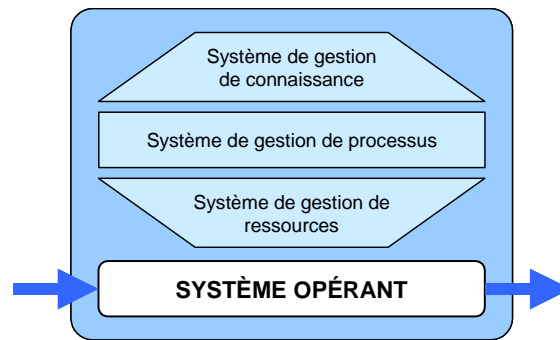 Système de gestion
de connaissance
Système de gestion de processus
Système de gestion de
ressources
SYSTÈME OPÉRANT